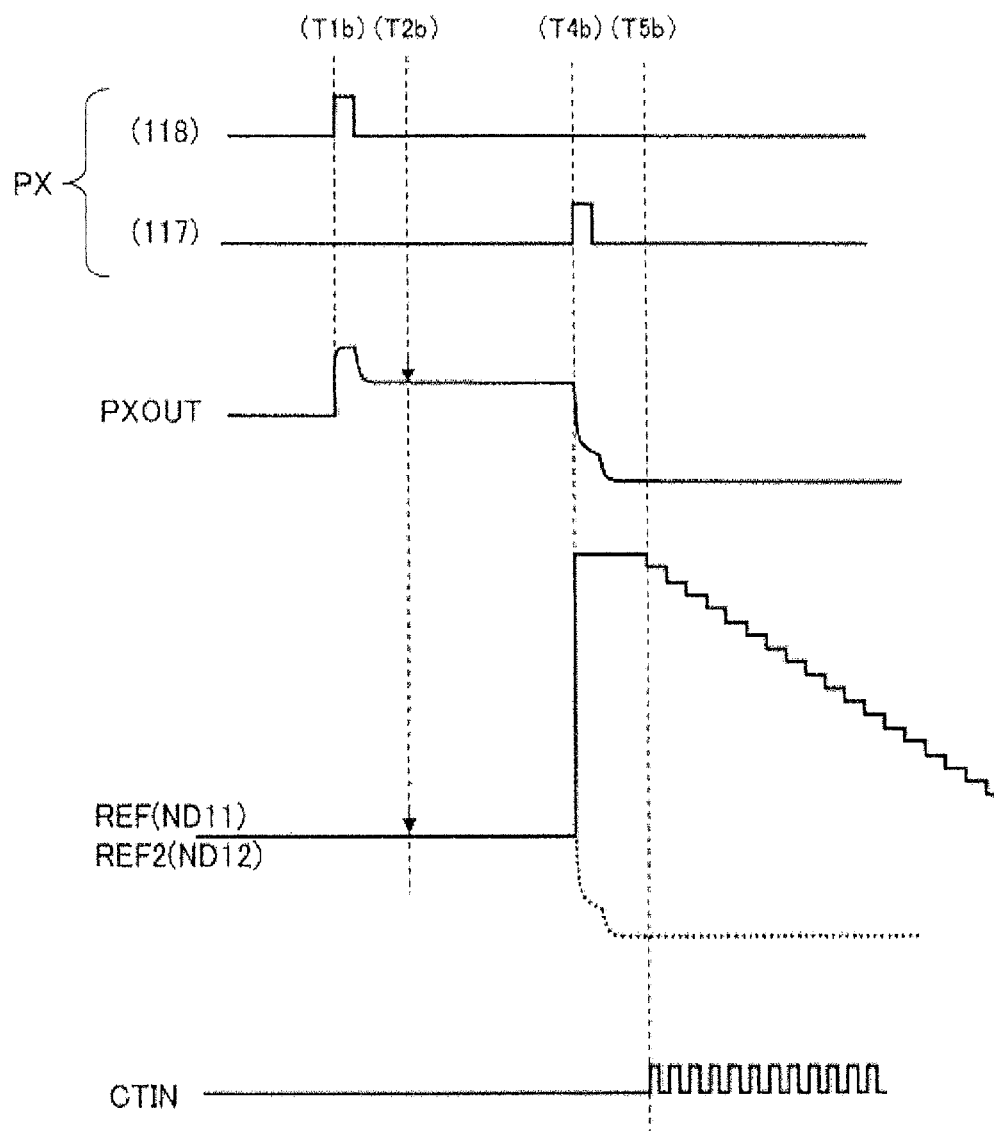 (T1b) (T2b) (T4b) (T5b)
(118)
PX
(117)
PXOUT
REF(ND11)
REF2(ND12)
CTIN